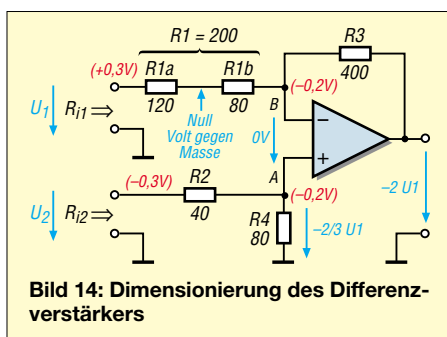 R1 = 200
(+0,3V) R1a R1b (–0,2V) R3
120 80 400
U1 Ri1 ⇒ Null Volt gegen Masse B –
0V
(–0,3V) R2 A + (–0,2V) –2 U1
U2 Ri2 ⇒ 40 R4
80 –2/3 U1
Bild 14: Dimensionierung des Differenz-
verstärkers